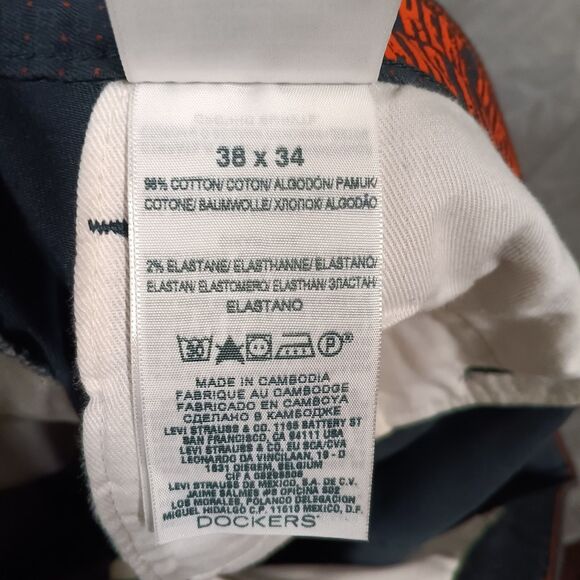 38 x 34
98% COTTON/ COTON/ ALGODÓN/ PAMUK/
COTONE/ BAUMWOLLE/ ХЛОПОК/ ALGODÃO
2% ELASTANE/ ELASTHANNE/ ELASTANO/
ELASTAN/ ELASTOMERO/ ELASTHAN/ ЭЛАСТАН/
ELASTANO
30
P
MADE IN CAMBODIA
FABRIQUE AU CAMBODGE
FABRICADO EN CAMBOYA
СДЕЛАНО В КАМБОДЖЕ
LEVI STRAUSS & CO. 1155 BATTERY ST
SAN FRANCISCO, CA 94111 USA
LEVI STRAUSS & CO. EU SCA/CVA
LEONARDO DA VINCILAAN, 19 - D
1831 DIEGEM, BELGIUM
CIF A
LEVI STRAUSS DE MEXICO, S.A. DE C.V.
JAIME BALMES #8 OFICINA 502
LOS MORALES, POLANCO DELEGACION
MIGUEL HIDALGO C.P. 11510 MEXICO, D.F.
DOCKERS®